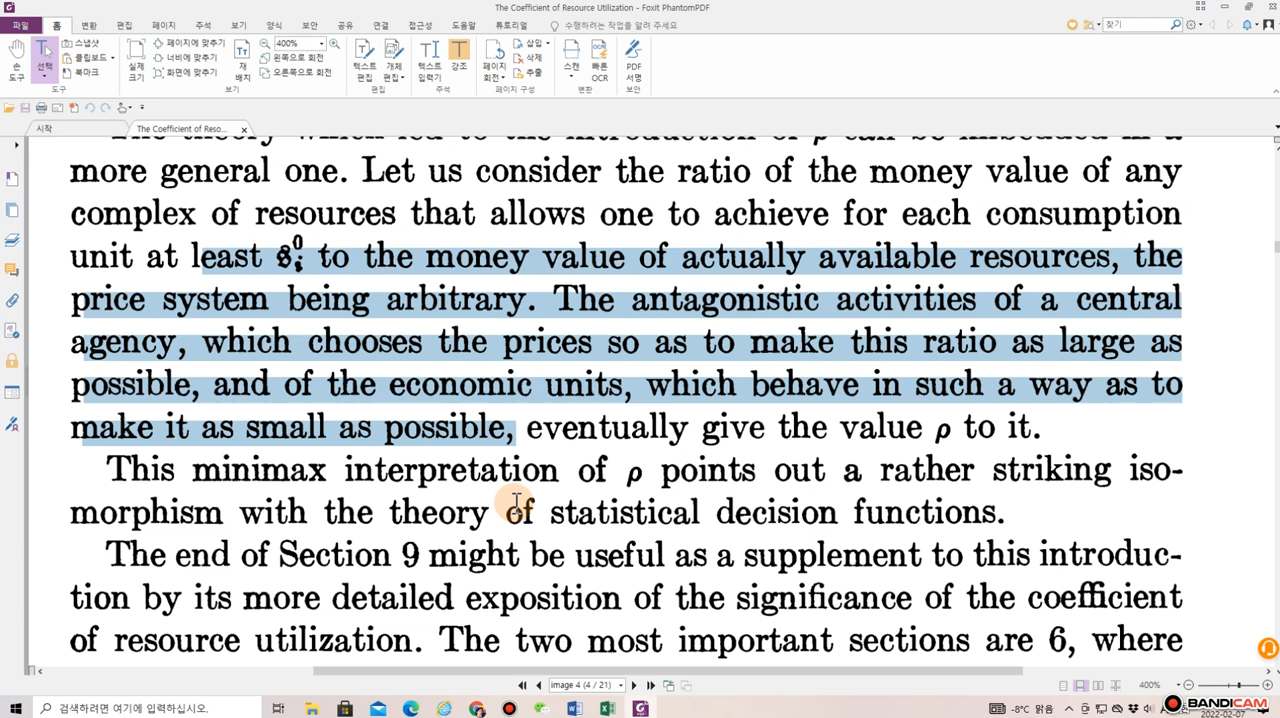 The Coefficient of Resource Utilization - Foxit PhantomPDF
파일 홈 변환 편집 페이지 주석 보기 양식 보안 공유 연결 접근성 도움말 튜토리얼 수행하려는 작업을 알려 주세요 찾기
손 도구
선택
스냅샷
클립보드
북마크
실제 크기
페이지에 맞추기
너비에 맞추기
화면에 맞추기
재 배치
400%
왼쪽으로 회전
오른쪽으로 회전
텍스트 편집
개체 편집
텍스트 입력기
강조
페이지 회전
삽입
삭제
추출
스캔
빠른 OCR
PDF 서명
도구 보기 편집 주석 페이지 구성 변환 보안
시작 The Coefficient of Reso...
The theory which led to the introduction of ρ can be imbedded in a
more general one. Let us consider the ratio of the money value of any
complex of resources that allows one to achieve for each consumption
unit at least s_i^0 to the money value of actually available resources, the
price system being arbitrary. The antagonistic activities of a central
agency, which chooses the prices so as to make this ratio as large as
possible, and of the economic units, which behave in such a way as to
make it as small as possible, eventually give the value ρ to it.
This minimax interpretation of ρ points out a rather striking iso-
morphism with the theory of statistical decision functions.
The end of Section 9 might be useful as a supplement to this introduc-
tion by its more detailed exposition of the significance of the coefficient
of resource utilization. The two most important sections are 6, where
image 4 (4 / 21) 400%
검색하려면 여기에 입력하십시오. -8°C 맑음 2022-02-07
BANDICAM